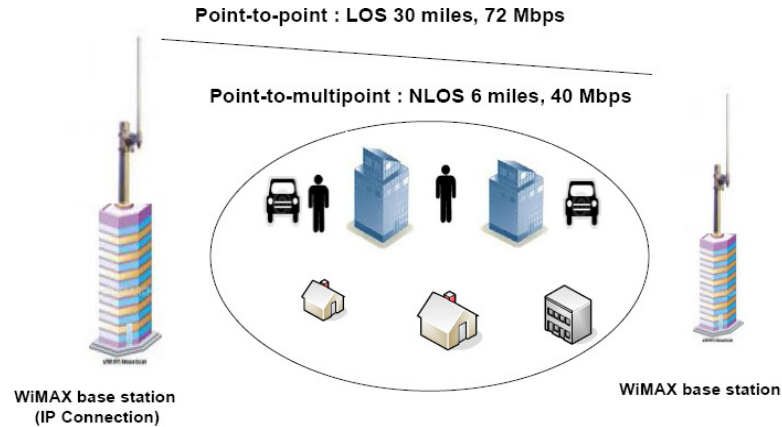 Point-to-point : LOS 30 miles, 72 Mbps
Point-to-multipoint : NLOS 6 miles, 40 Mbps
WiMAX base station
(IP Connection)
WiMAX base station